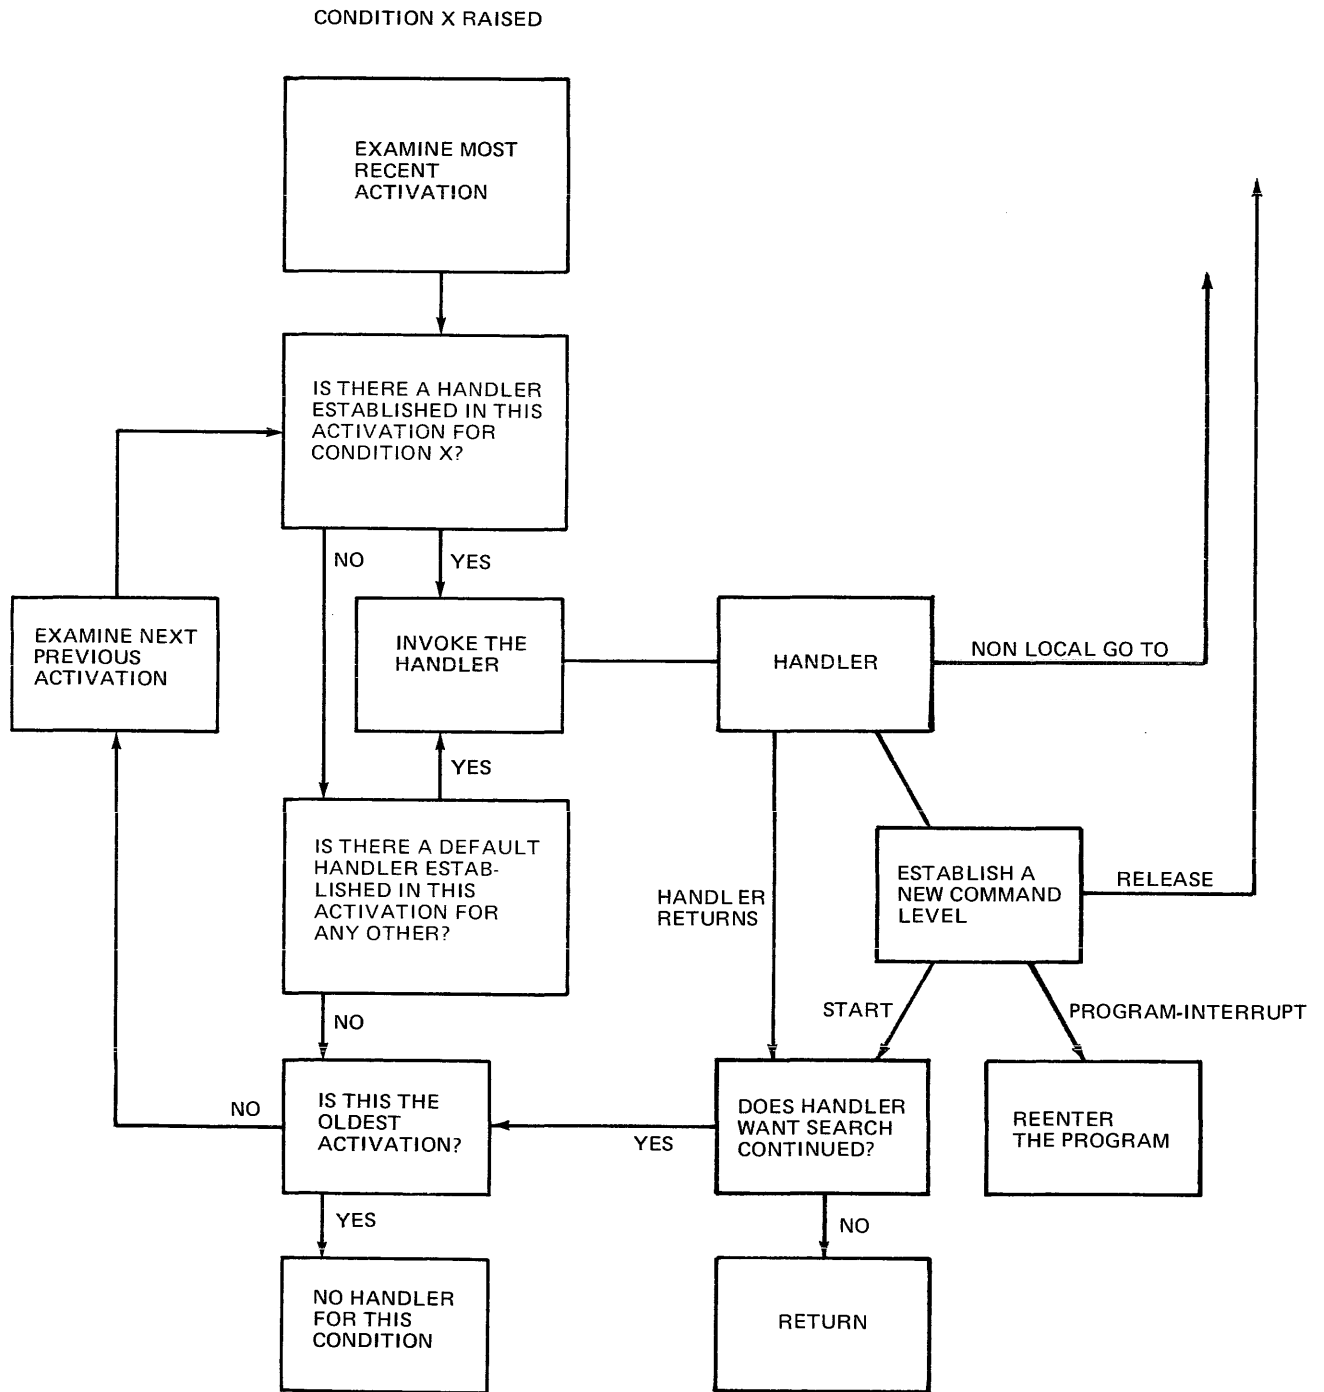 CONDITION X RAISED
EXAMINE MOST
RECENT
ACTIVATION
IS THERE A HANDLER
ESTABLISHED IN THIS
ACTIVATION FOR
CONDITION X?
NO
YES
EXAMINE NEXT
PREVIOUS
ACTIVATION
INVOKE THE
HANDLER
HANDLER
NON LOCAL GO TO
YES
IS THERE A DEFAULT
HANDLER ESTAB-
LISHED IN THIS
ACTIVATION FOR
ANY OTHER?
HANDLER
RETURNS
ESTABLISH A
NEW COMMAND
LEVEL
RELEASE
NO
START
PROGRAM-INTERRUPT
NO
IS THIS THE
OLDEST
ACTIVATION?
YES
DOES HANDLER
WANT SEARCH
CONTINUED?
REENTER
THE PROGRAM
YES
NO
NO HANDLER
FOR THIS
CONDITION
RETURN